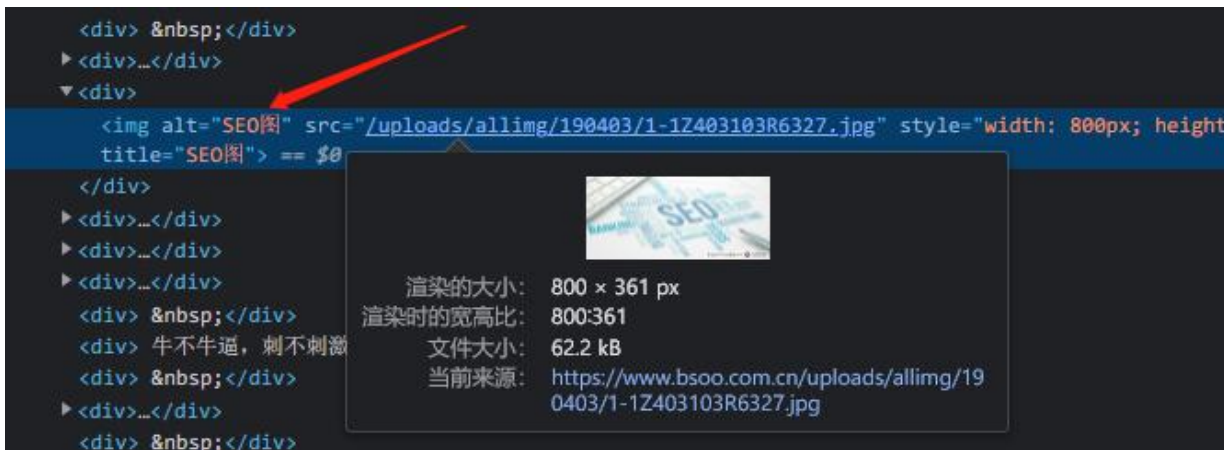 <div> &nbsp;</div>
▶<div>…</div>
▼<div>
<img alt="SEO图" src="/uploads/allimg/190403/1-1Z403103R6327.jpg" style="width: 800px; height
title="SEO图"> == $0
</div>
▶<div>…</div>
▶<div>…</div>
▶<div>…</div>
<div> &nbsp;</div>
<div> 牛不牛逼，刺不刺激
<div> &nbsp;</div>
▶<div>…</div>
<div> &nbsp;</div>
SEO
RANKING
渲染的大小： 800 × 361 px
渲染时的宽高比： 800∶361
文件大小： 62.2 kB
当前来源： https://www.bsoo.com.cn/uploads/allimg/19
0403/1-1Z403103R6327.jpg